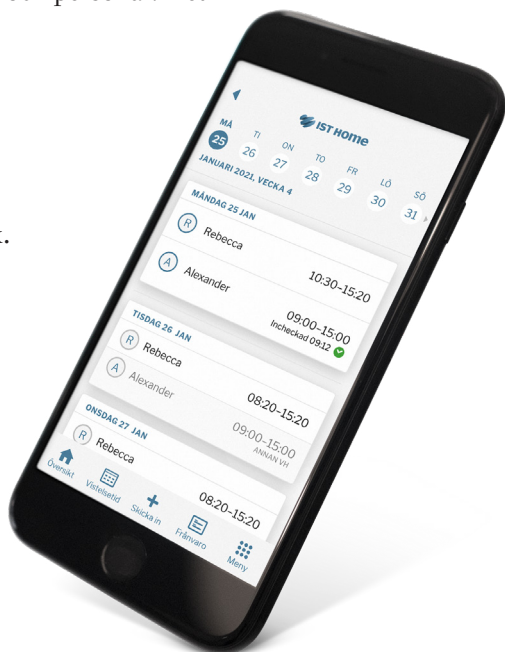 IST HOME
MÅ TI ON TO FR LÖ SÖ
25 26 27 28 29 30 31
JANUARI 2021, VECKA 4
MÅNDAG 25 JAN
R Rebecca 10:30-15:20
A Alexander 09:00-15:00
Incheckad 09:12
TISDAG 26 JAN
R Rebecca 08:20-15:20
A Alexander 09:00-15:00
ANNAN VH
ONSDAG 27 JAN
R Rebecca 08:20-15:20
Översikt Vistelsetid Skicka in Frånvaro Meny